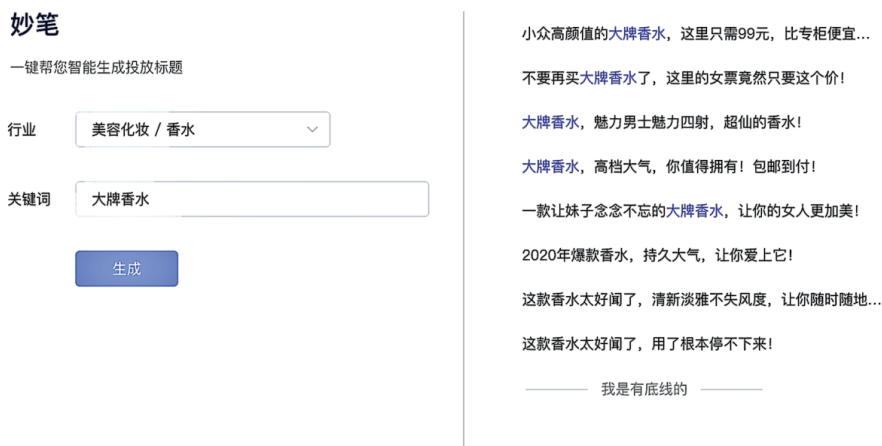 妙笔
一键帮您智能生成投放标题
行业
美容化妆 / 香水
关键词
大牌香水
生成
小众高颜值的大牌香水，这里只需99元，比专柜便宜...
不要再买大牌香水了，这里的女票竟然只要这个价！
大牌香水，魅力男士魅力四射，超仙的香水！
大牌香水，高档大气，你值得拥有！包邮到付！
一款让妹子念念不忘的大牌香水，让你的女人更加美！
2020年爆款香水，持久大气，让你爱上它！
这款香水太好闻了，清新淡雅不失风度，让你随时随地...
这款香水太好闻了，用了根本停不下来！
我是有底线的